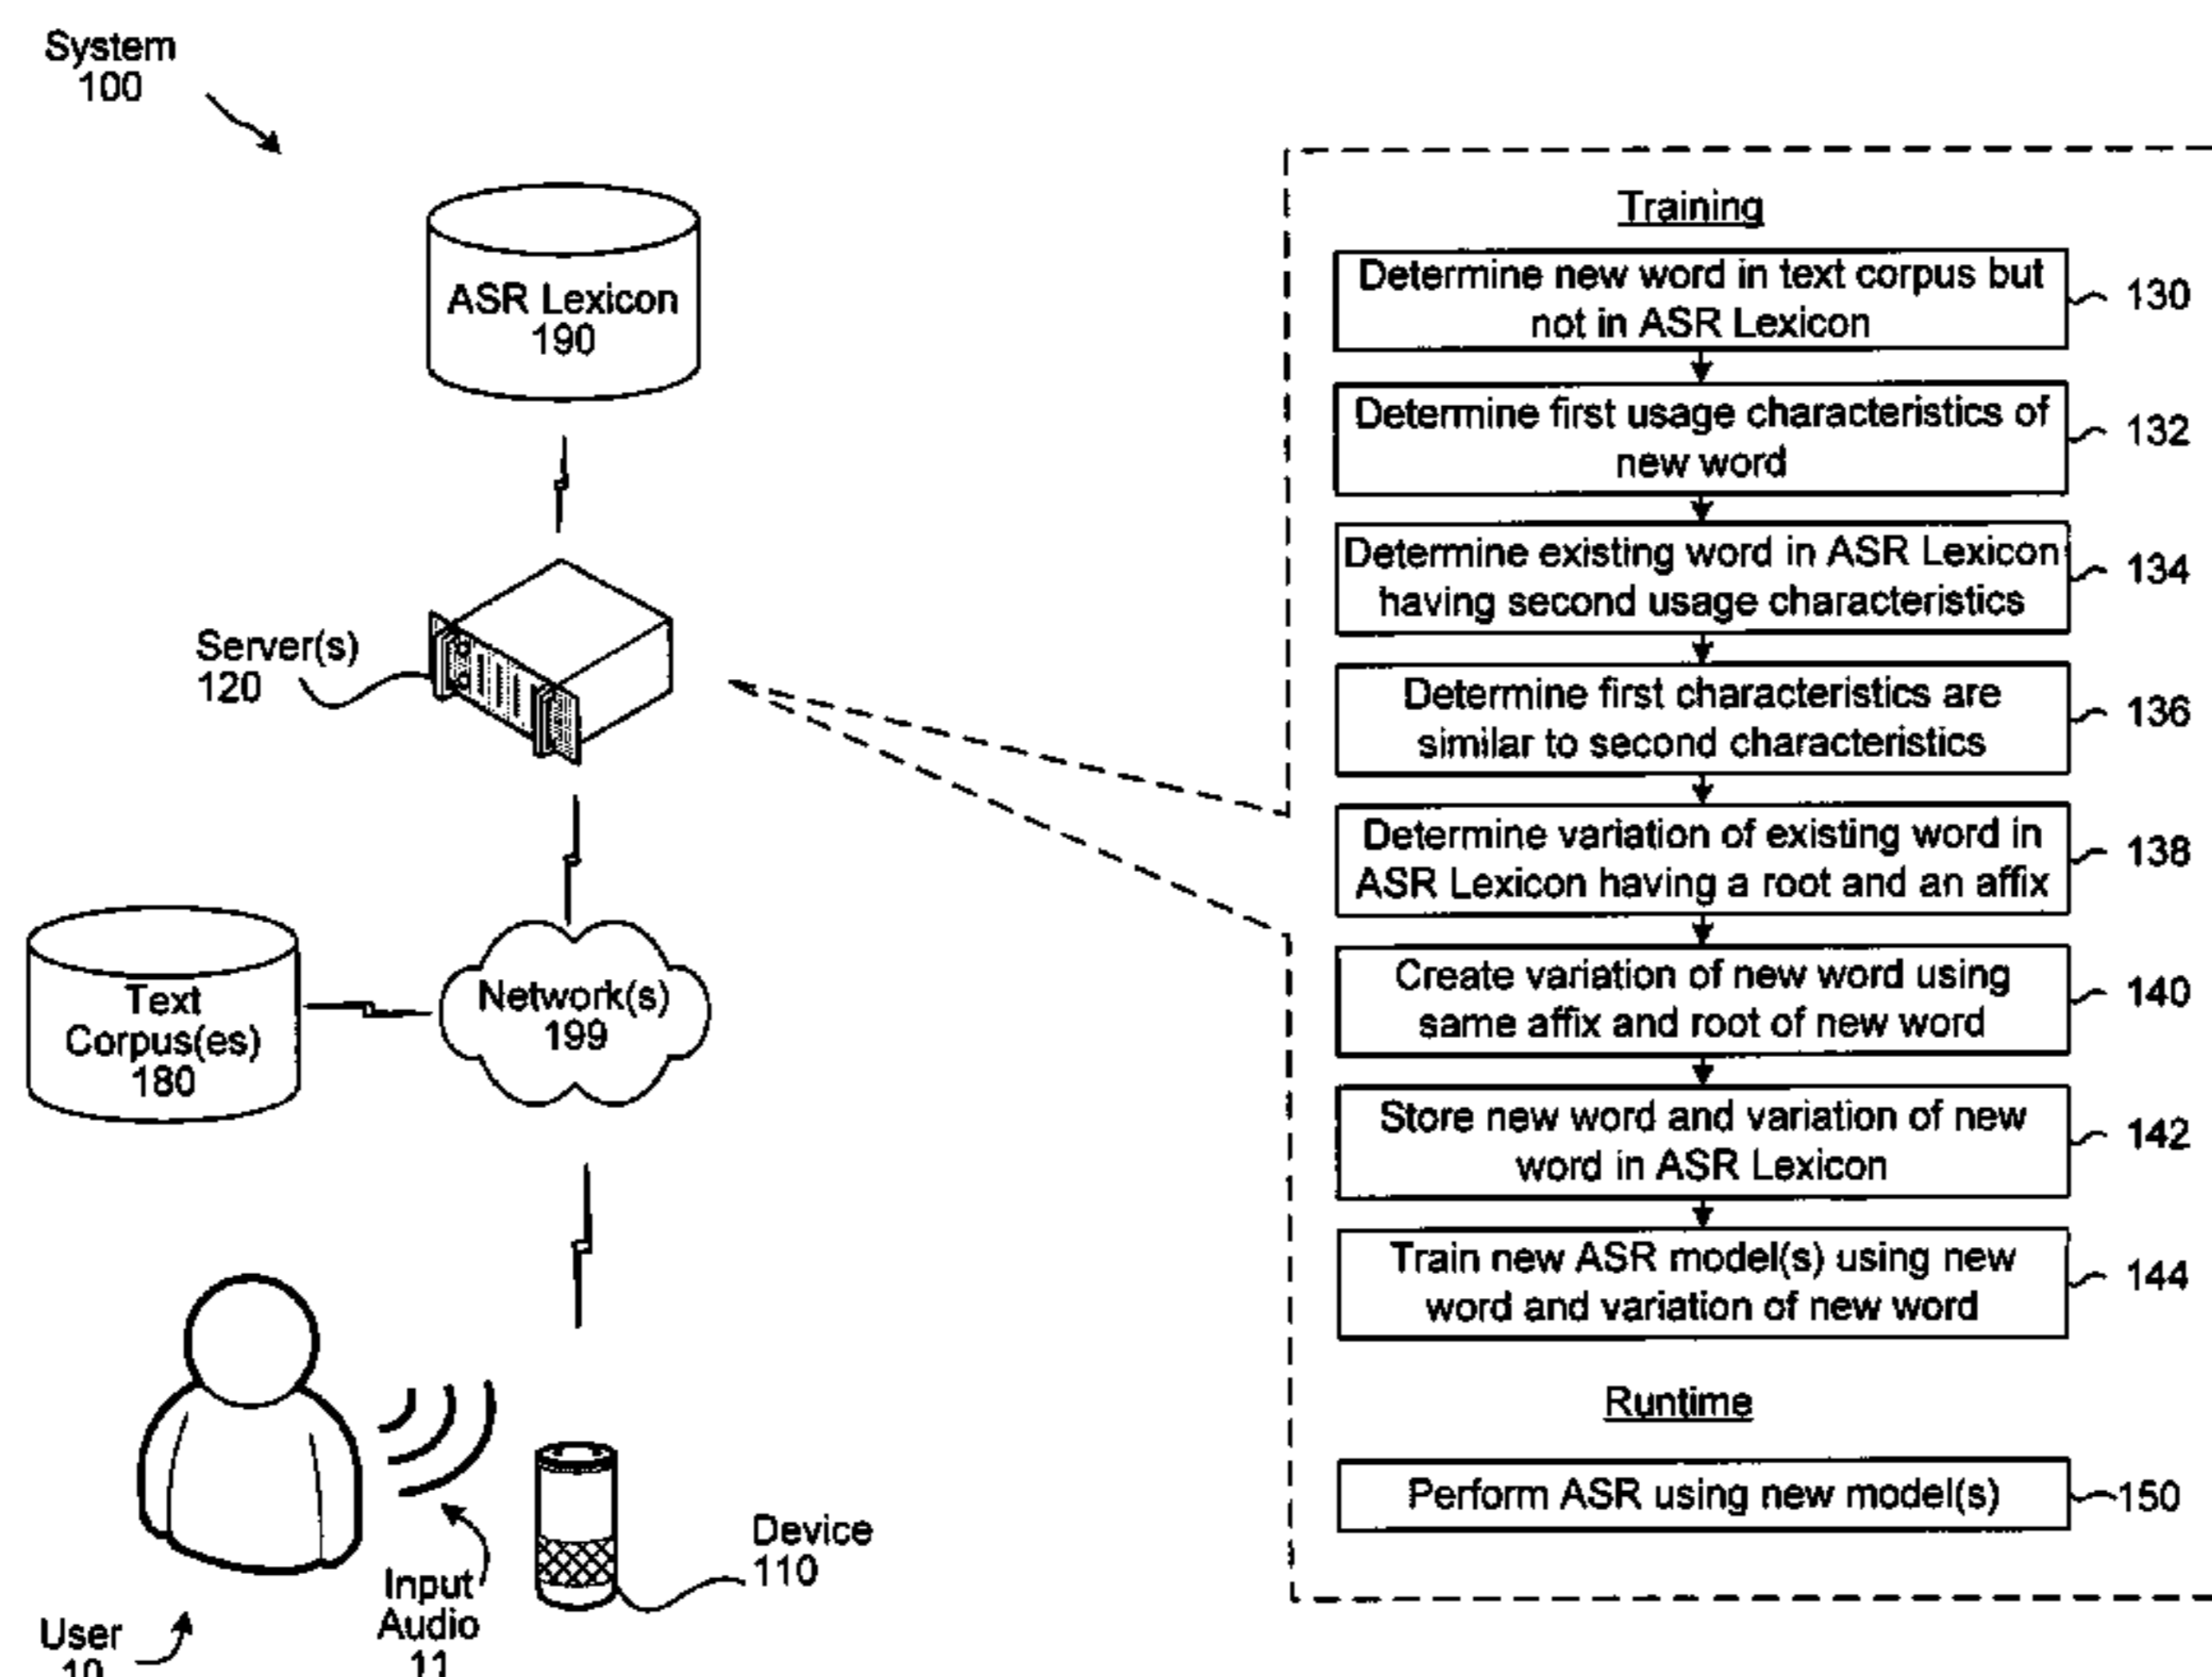 System
100
ASR Lexicon
190
Server(s)
120
Text
Corpus(es)
180
Network(s)
199
Device
110
Input
Audio
11
User
10
Training
Determine new word in text corpus but
not in ASR Lexicon
130
Determine first usage characteristics of
new word
132
Determine existing word in ASR Lexicon
having second usage characteristics
134
Determine first characteristics are
similar to second characteristics
136
Determine variation of existing word in
ASR Lexicon having a root and an affix
138
Create variation of new word using
same affix and root of new word
140
Store new word and variation of new
word in ASR Lexicon
142
Train new ASR model(s) using new
word and variation of new word
144
Runtime
Perform ASR using new model(s)
150